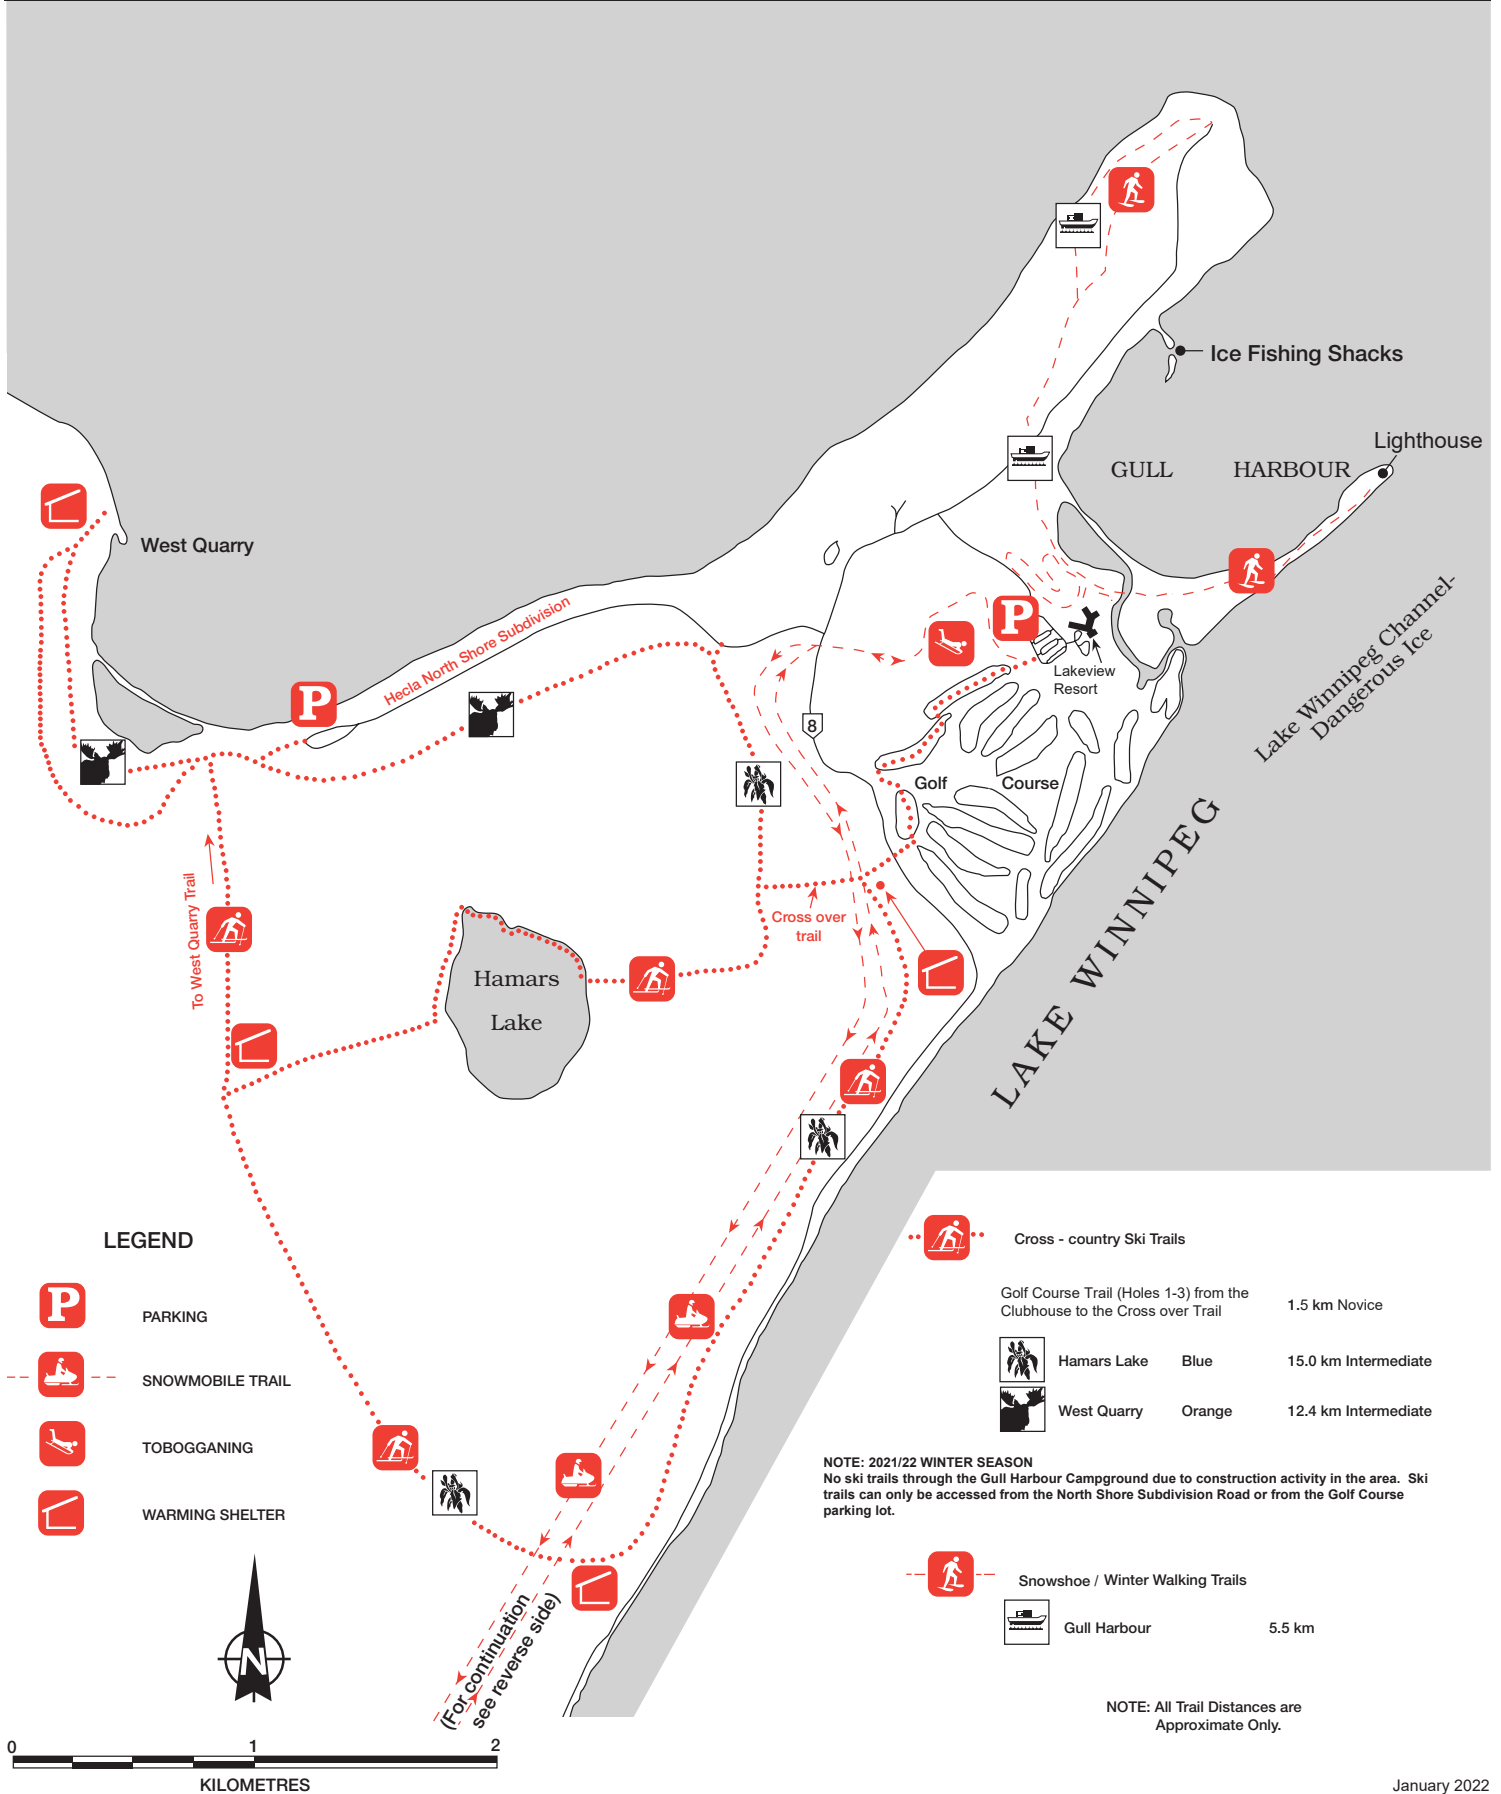 Ice Fishing Shacks
Lighthouse
GULL HARBOUR
West Quarry
Hecla North Shore Subdivision
P
P
Lakeview
Resort
Lake Winnipeg Channel-
Dangerous Ice
8
Golf Course
LAKE WINNIPEG
To West Quarry Trail
Cross over
trail
Hamars
Lake
LEGEND
P PARKING
SNOWMOBILE TRAIL
TOBOGGANING
WARMING SHELTER
N
(For continuation
see reverse side)
0 1 2
KILOMETRES
Cross - country Ski Trails
Golf Course Trail (Holes 1-3) from the
Clubhouse to the Cross over Trail 1.5 km Novice
Hamars Lake Blue 15.0 km Intermediate
West Quarry Orange 12.4 km Intermediate
NOTE: 2021/22 WINTER SEASON
No ski trails through the Gull Harbour Campground due to construction activity in the area. Ski
trails can only be accessed from the North Shore Subdivision Road or from the Golf Course
parking lot.
Snowshoe / Winter Walking Trails
Gull Harbour 5.5 km
NOTE: All Trail Distances are
Approximate Only.
January 2022